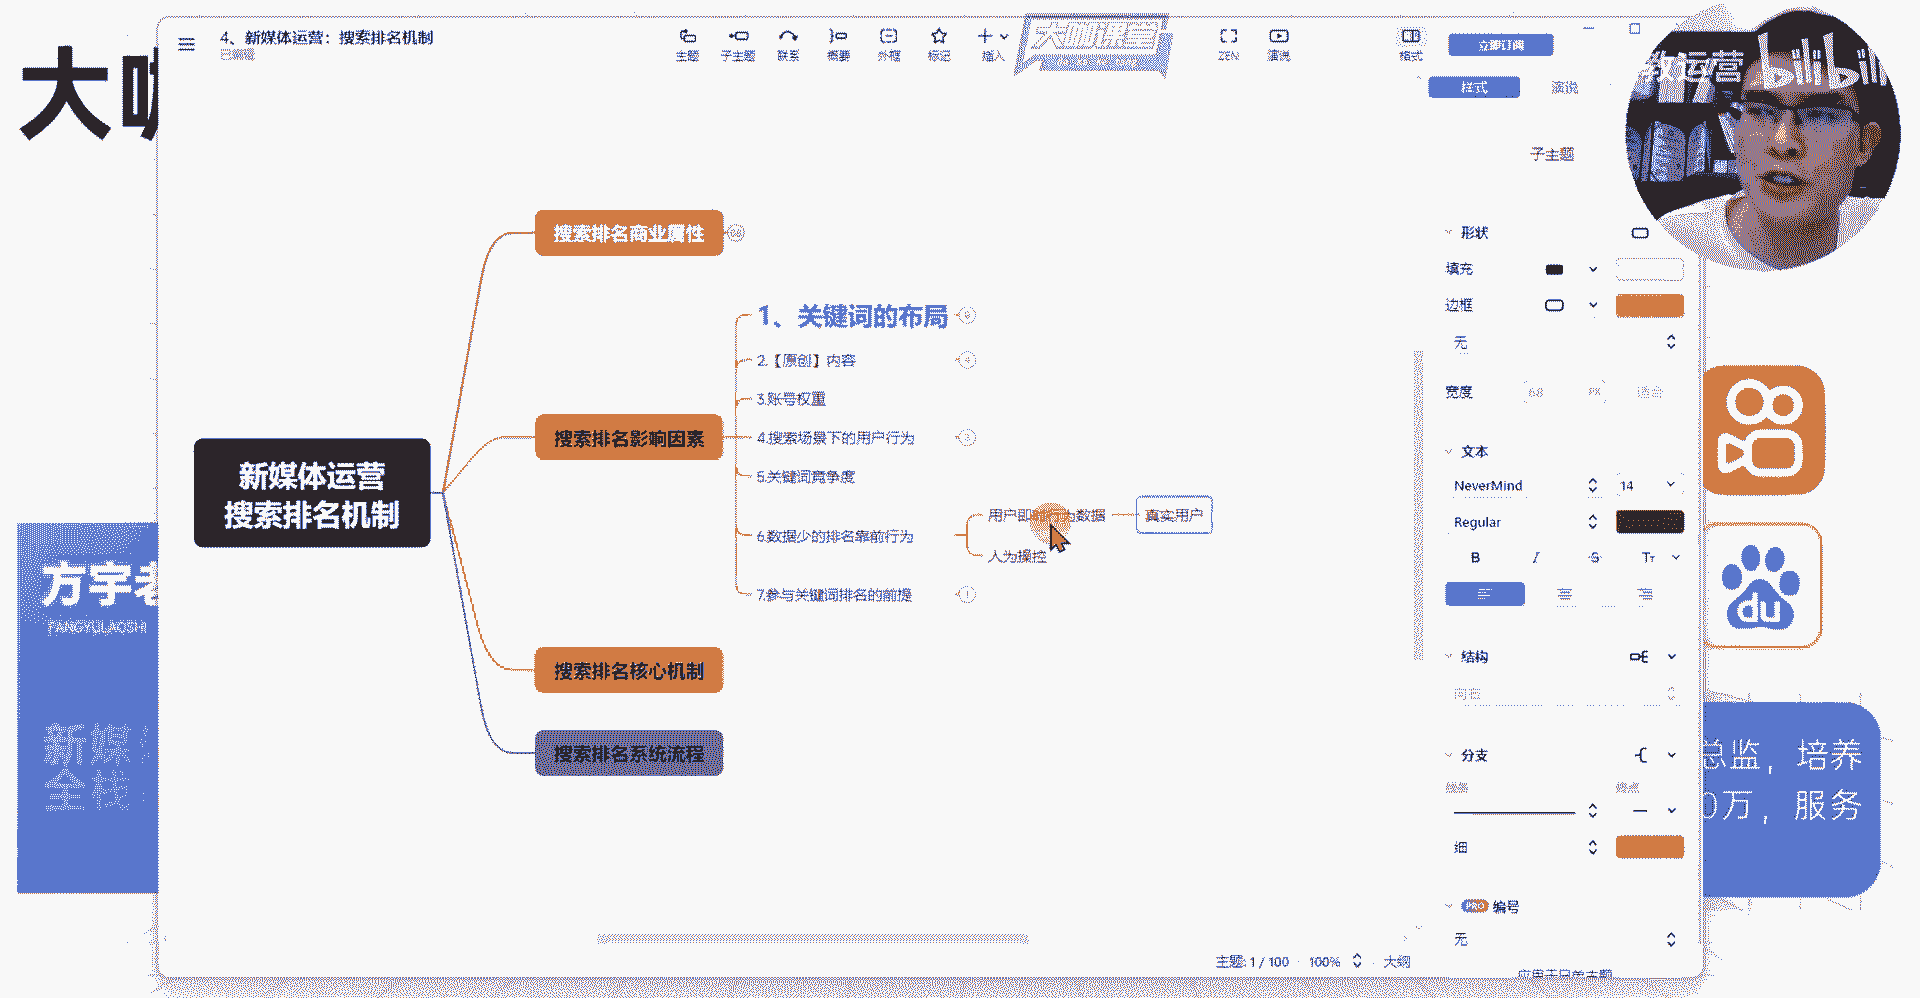 4、新媒体运营：搜索排名机制
已编辑
主题
子主题
联系
概要
外框
标记
插入
大咖课堂
ZEN
演说
格式
立即订阅
样式
演说
教运营 bilibili
子主题
大
形状
填充
边框
无
宽度
68
PX
适合
文本
NeverMind
14
Regular
B I S Tт
结构
分支
细
PRO 编号
无
新媒体运营
搜索排名机制
搜索排名商业属性
搜索排名影响因素
1、关键词的布局
2.【原创】内容
3.账号权重
4.搜索场景下的用户行为
5.关键词竞争度
6.数据少的排名靠前行为
真实用户
人为操控
7.参与关键词排名的前提
搜索排名核心机制
搜索排名系统流程
方宇老
FANGYULAOSHI
新媒
全栈
du
总监，培养
0万，服务
主题: 1 / 100
100%
大纲